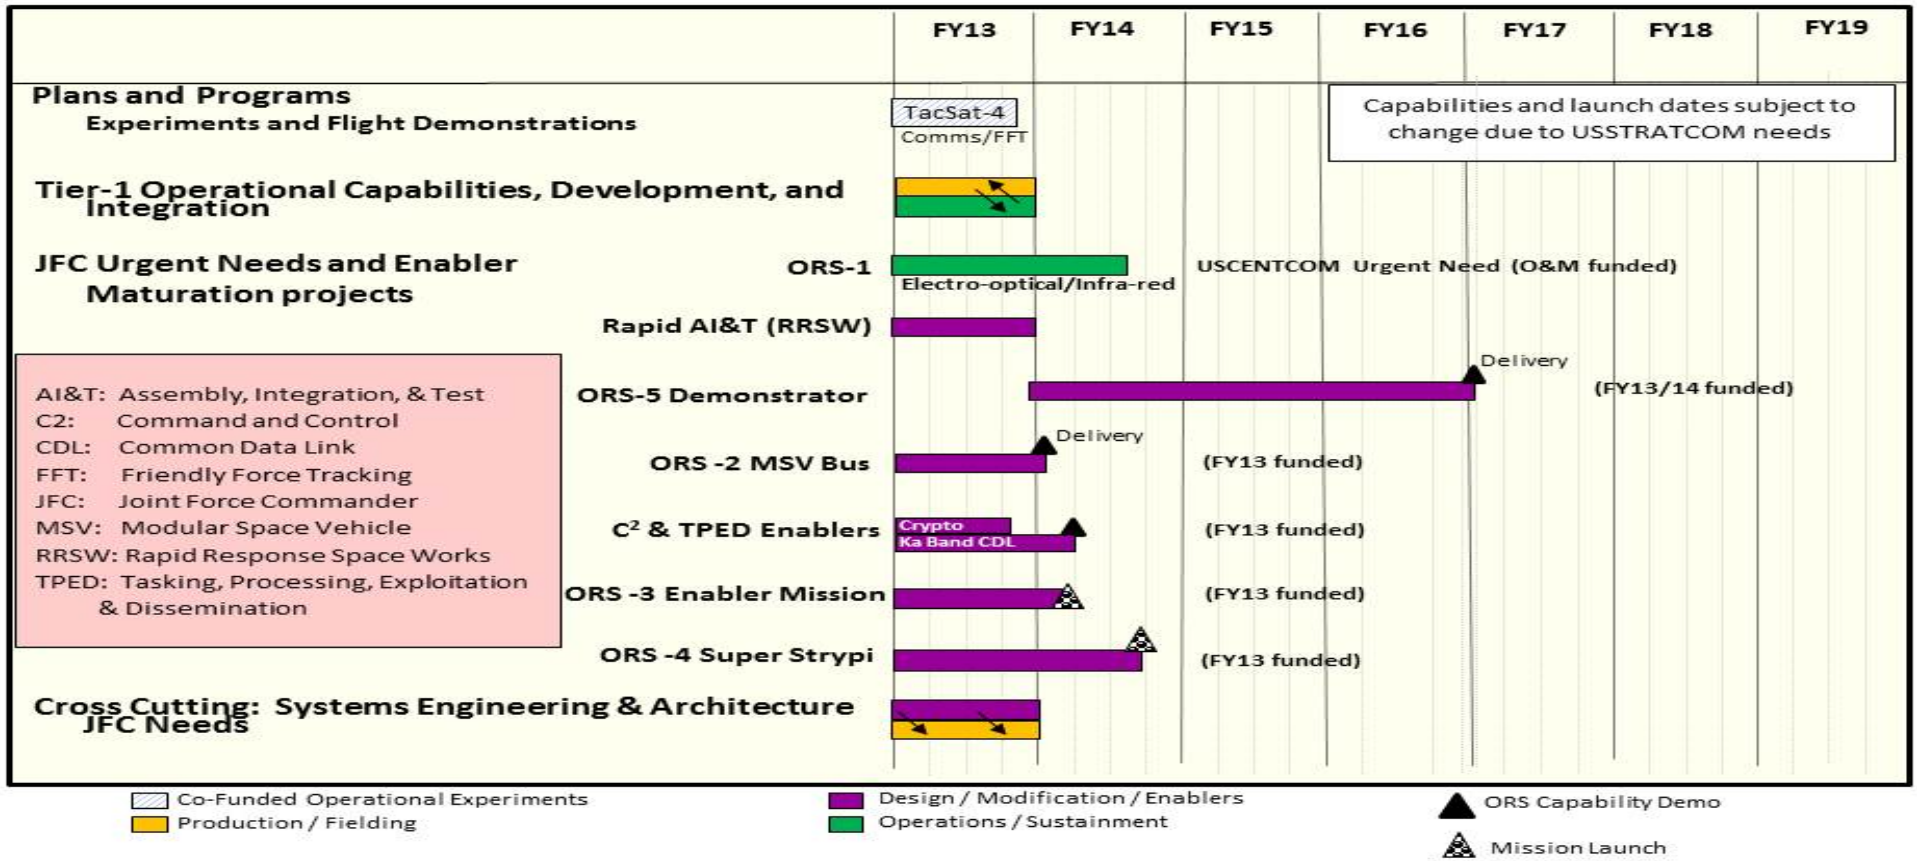 FY13 FY14 FY15 FY16 FY17 FY18 FY19
Plans and Programs
Experiments and Flight Demonstrations
TacSat-4
Comms/FFT
Capabilities and launch dates subject to
change due to USSTRATCOM needs
Tier-1 Operational Capabilities, Development, and
Integration
JFC Urgent Needs and Enabler
Maturation projects
ORS-1
USCENTCOM Urgent Need (O&M funded)
Electro-optical/Infra-red
Rapid AI&T (RRSW)
Delivery
ORS-5 Demonstrator
(FY13/14 funded)
Delivery
ORS -2 MSV Bus
(FY13 funded)
C² & TPED Enablers
Crypto
Ka Band CDL
(FY13 funded)
ORS -3 Enabler Mission
(FY13 funded)
ORS -4 Super Strypi
(FY13 funded)
AI&T: Assembly, Integration, & Test
C2: Command and Control
CDL: Common Data Link
FFT: Friendly Force Tracking
JFC: Joint Force Commander
MSV: Modular Space Vehicle
RRSW: Rapid Response Space Works
TPED: Tasking, Processing, Exploitation
& Dissemination
Cross Cutting: Systems Engineering & Architecture
JFC Needs
Co-Funded Operational Experiments
Production / Fielding
Design / Modification / Enablers
Operations / Sustainment
ORS Capability Demo
Mission Launch